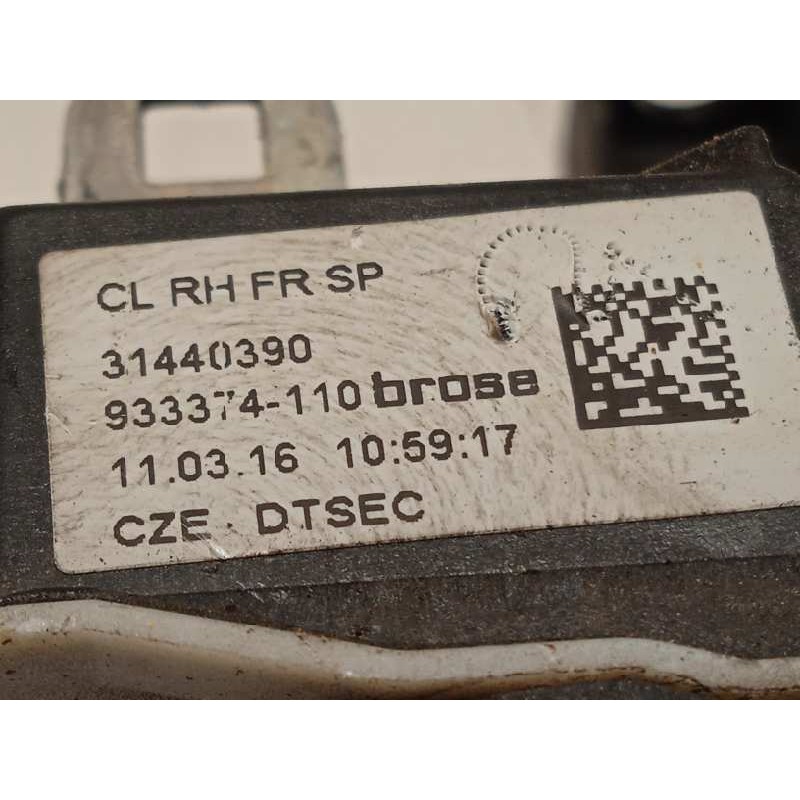 CL RH FR SP
31440390
933374-110 brose
11.03.16 10:59:17
CZE . DTSEC